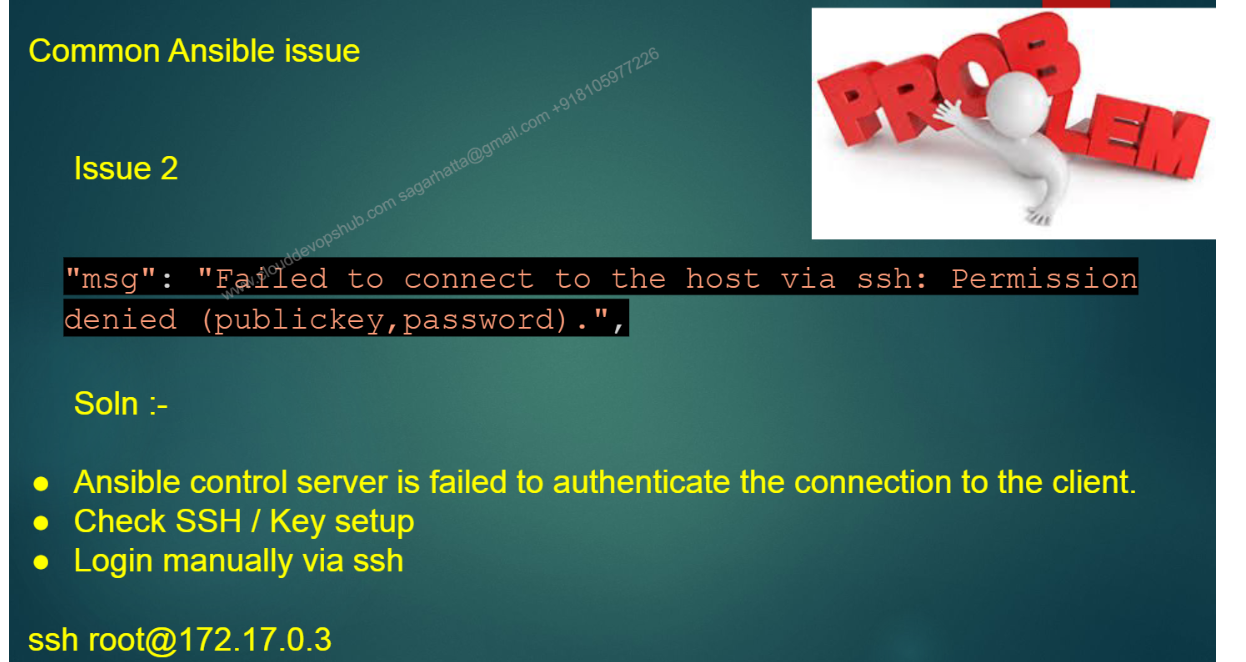 Common Ansible issue
PROBLEM
www.clouddevopshub.com sagarhatta@gmail.com +918105977226
Issue 2
"msg": "Failed to connect to the host via ssh: Permission
denied (publickey,password).",
Soln :-
● Ansible control server is failed to authenticate the connection to the client.
● Check SSH / Key setup
● Login manually via ssh
ssh root@172.17.0.3